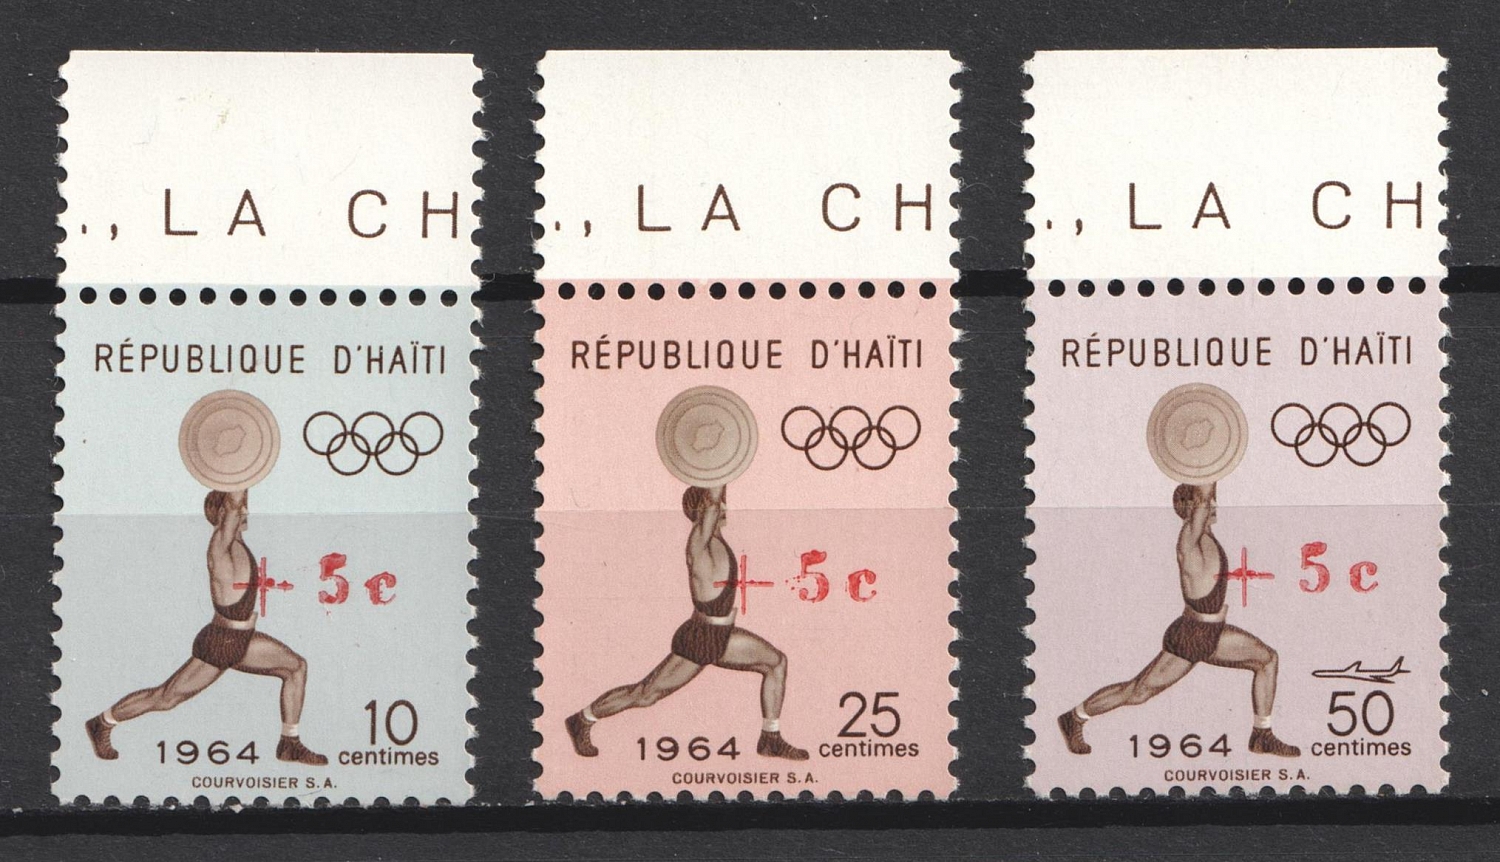 ., LA CH
RÉPUBLIQUE D'HAÏTI
+ 5c
10
1964 centimes
COURVOISIER S.A.
., LA CH
RÉPUBLIQUE D'HAÏTI
+ 5c
25
1964 centimes
COURVOISIER S.A.
., LA CH
RÉPUBLIQUE D'HAÏTI
+ 5c
50
1964 centimes
COURVOISIER S.A.